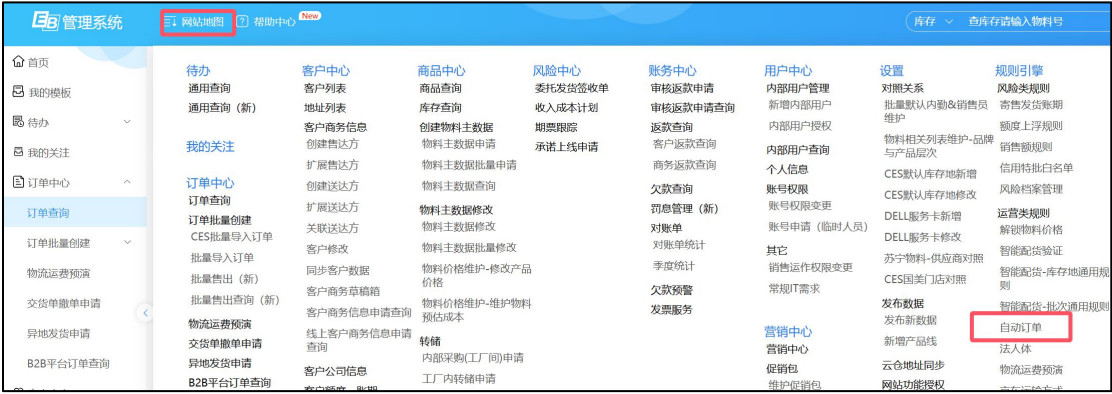 EB 管理系统
网站地图
帮助中心
New
库存
查库存请输入物料号
首页
我的模板
待办
我的关注
订单中心
订单查询
订单批量创建
物流运费预演
交货单撤单申请
异地发货申请
B2B平台订单查询
待办
通用查询
通用查询（新）
我的关注
订单中心
订单查询
订单批量创建
CES批量导入订单
批量导入订单
批量售出（新）
批量售出查询（新）
物流运费预演
交货单撤单申请
异地发货申请
B2B平台订单查询
客户中心
客户列表
地址列表
客户商务信息
创建售达方
扩展售达方
创建送达方
扩展送达方
关联送达方
客户修改
同步客户数据
客户商务草稿箱
客户商务信息申请查询
线上客户商务信息申请
查询
客户公司信息
客户额度、账期
商品中心
商品查询
库存查询
创建物料主数据
物料主数据申请
物料主数据批量申请
物料主数据查询
物料主数据修改
物料主数据修改
物料主数据批量修改
物料价格维护-修改产品
价格
物料价格维护-维护物料
预估成本
转储
内部采购(工厂间)申请
工厂内转储申请
风险中心
委托发货签收单
收入成本计划
期票跟踪
承诺上线申请
账务中心
审核返款申请
审核返款申请查询
返款查询
客户返款查询
商务返款查询
欠款查询
罚息管理（新）
对账单
对账单统计
季度统计
欠款预警
发票服务
用户中心
内部用户管理
新增内部用户
内部用户授权
内部用户查询
个人信息
账号权限
账号权限变更
账号申请（临时人员）
其它
销售运作权限变更
常规IT需求
营销中心
营销中心
促销包
维护促销包
设置
对照关系
批量默认内勤&销售员
维护
物料相关列表维护-品牌
与产品层次
CES默认库存地新增
CES默认库存地修改
DELL服务卡新增
DELL服务卡修改
苏宁物料-供应商对照
CES国美门店对照
发布数据
发布新数据
新增产品线
云仓地址同步
网站功能授权
规则引擎
风险类规则
寄售发货账期
额度上浮规则
销售额规则
信用特批白名单
风险档案管理
运营类规则
解锁物料价格
智能配货验证
智能配货-库存地通用规
则
智能配货-批次通用规则
自动订单
法人体
物流运费预演
京东运输方式